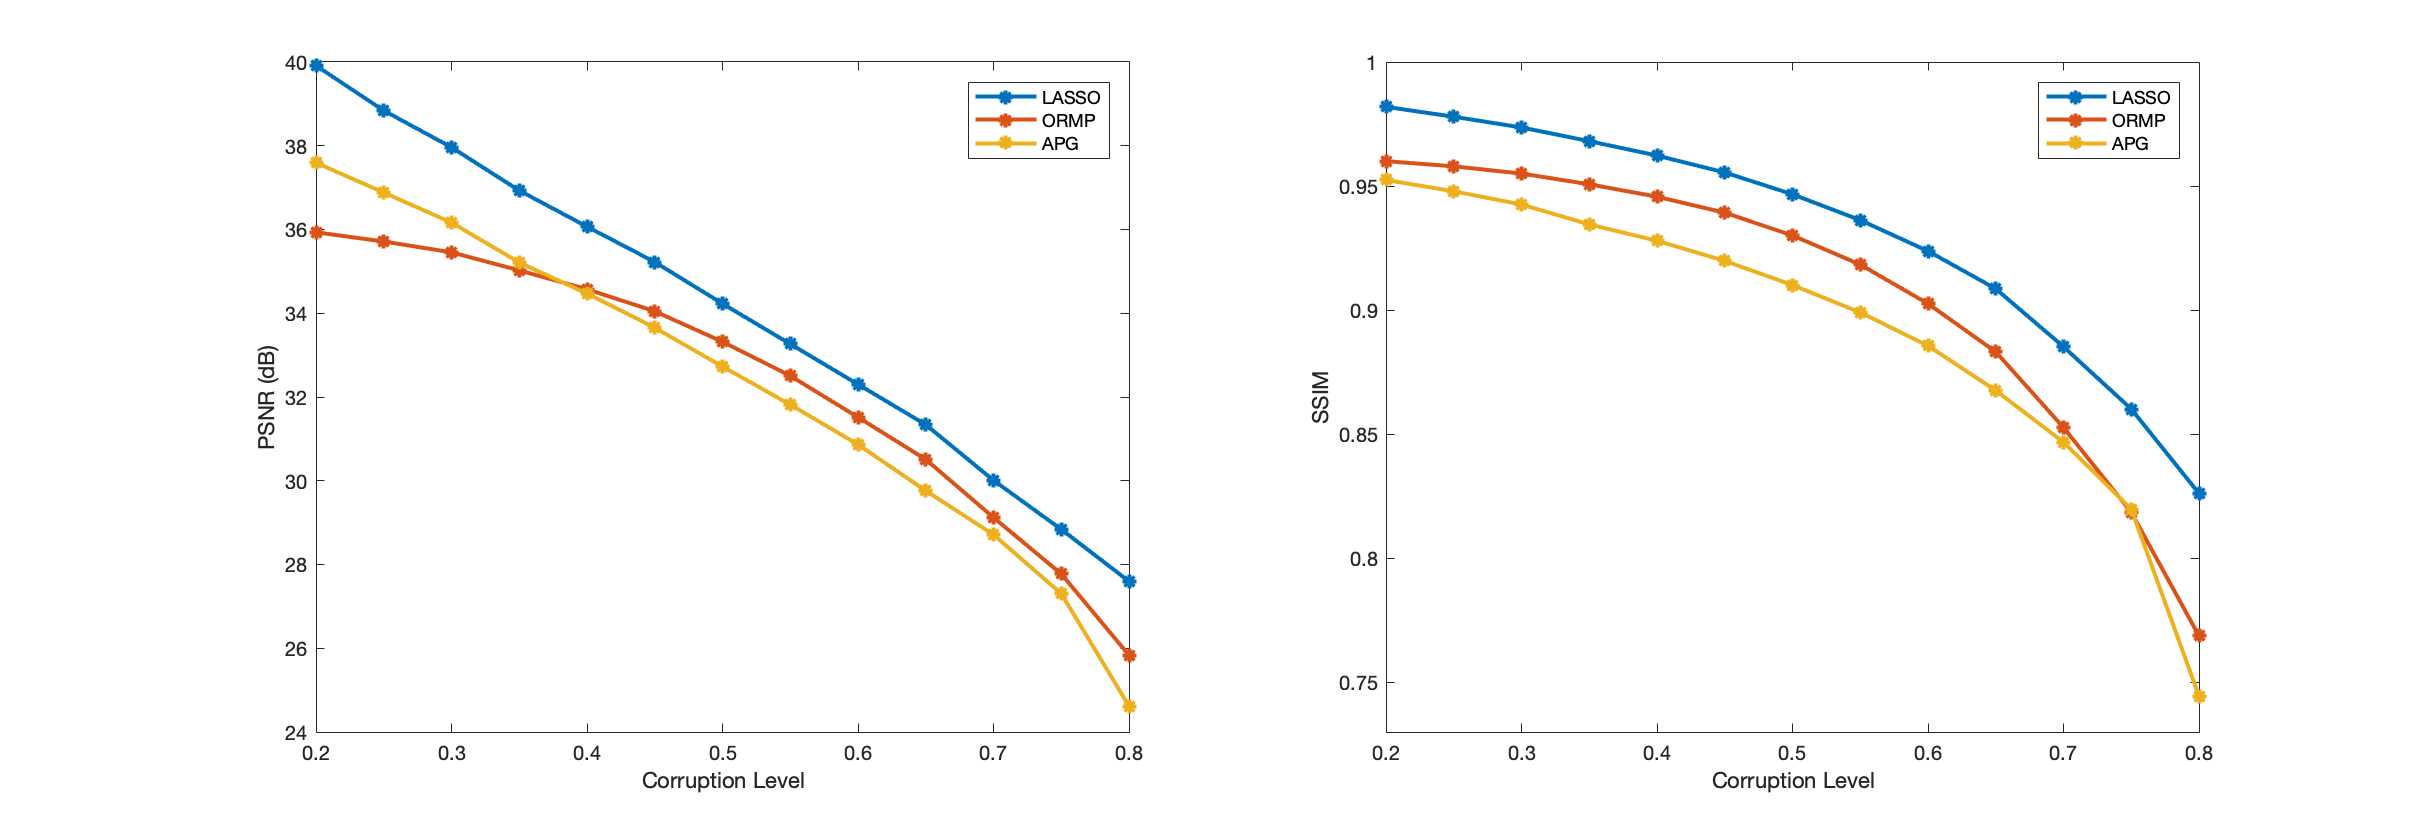 40
38
36
34
32
30
28
26
24
PSNR (dB)
0.2 0.3 0.4 0.5 0.6 0.7 0.8
Corruption Level
LASSO
ORMP
APG
1
0.95
0.9
0.85
0.8
0.75
SSIM
0.2 0.3 0.4 0.5 0.6 0.7 0.8
Corruption Level
LASSO
ORMP
APG